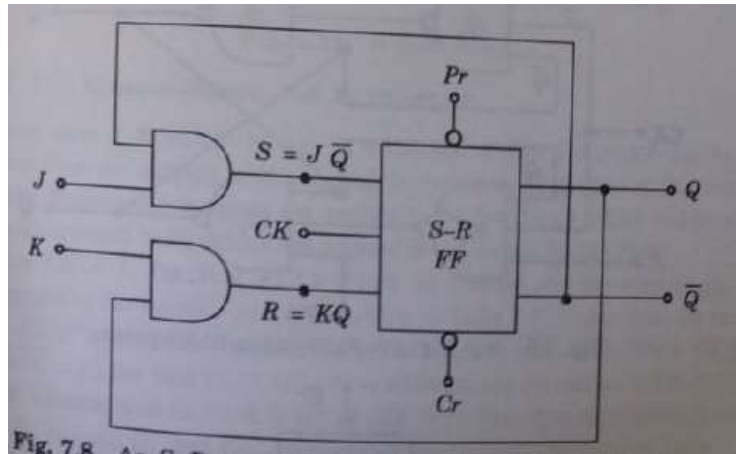 Pr
S = J Q̅
J
Q
CK
S–R
FF
K
Q̅
R = KQ
Cr
Fig. 7.8